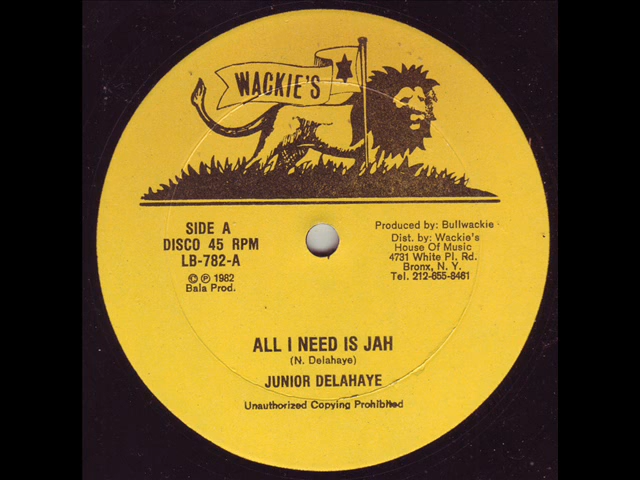 WACKIE'S
SIDE A
DISCO 45 RPM
LB-782-A
© ℗ 1982
Bala Prod.
Produced by: Bullwackie
Dist. by: Wackie's
House Of Music
4731 White Pl. Rd.
Bronx, N. Y.
Tel. 212-655-8461
ALL I NEED IS JAH
(N. Delahaye)
JUNIOR DELAHAYE
Unauthorized Copying Prohibited